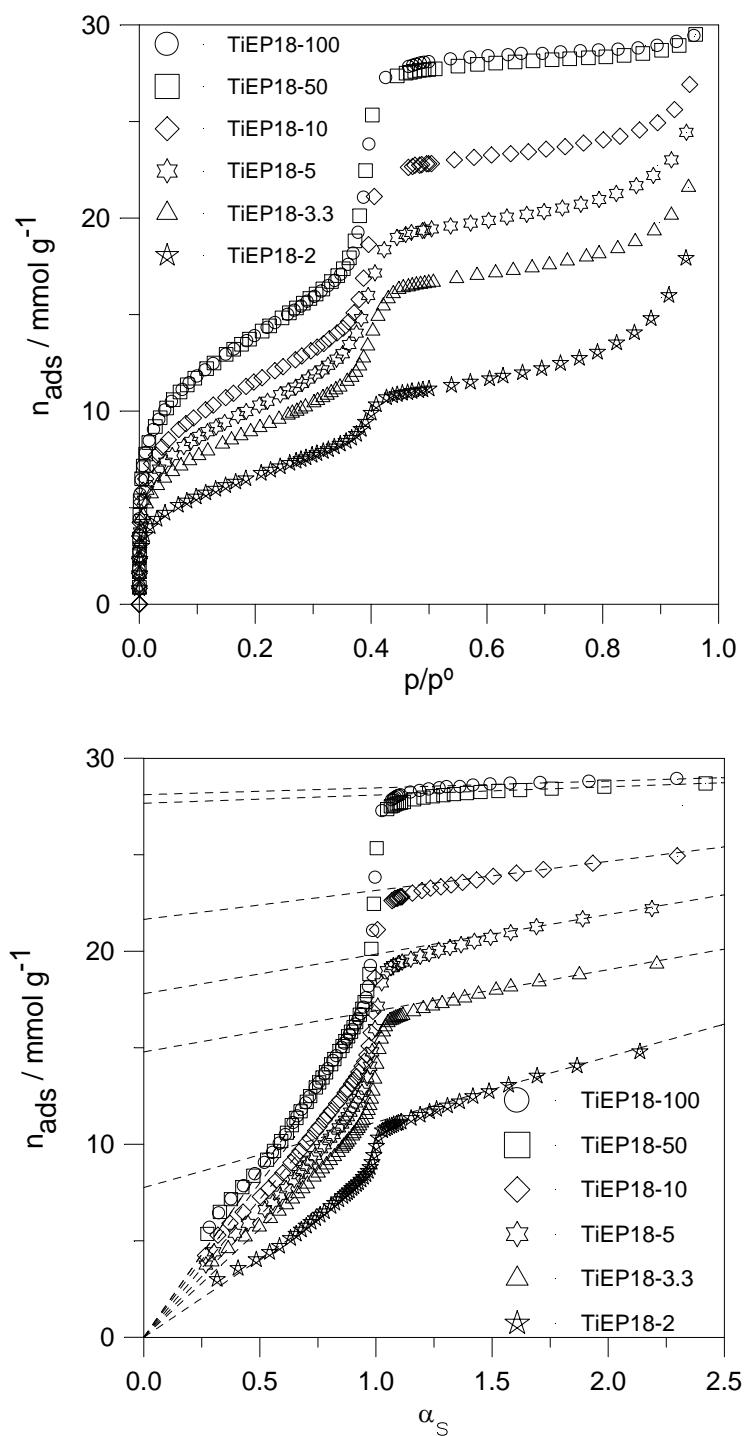 30
TiEP18-100
TiEP18-50
TiEP18-10
TiEP18-5
TiEP18-3.3
TiEP18-2
20
n_ads / mmol g⁻¹
10
0
0.0 0.2 0.4 0.6 0.8 1.0
p/pº
30
20
n_ads / mmol g⁻¹
10
TiEP18-100
TiEP18-50
TiEP18-10
TiEP18-5
TiEP18-3.3
TiEP18-2
0
0.0 0.5 1.0 1.5 2.0 2.5
α_S